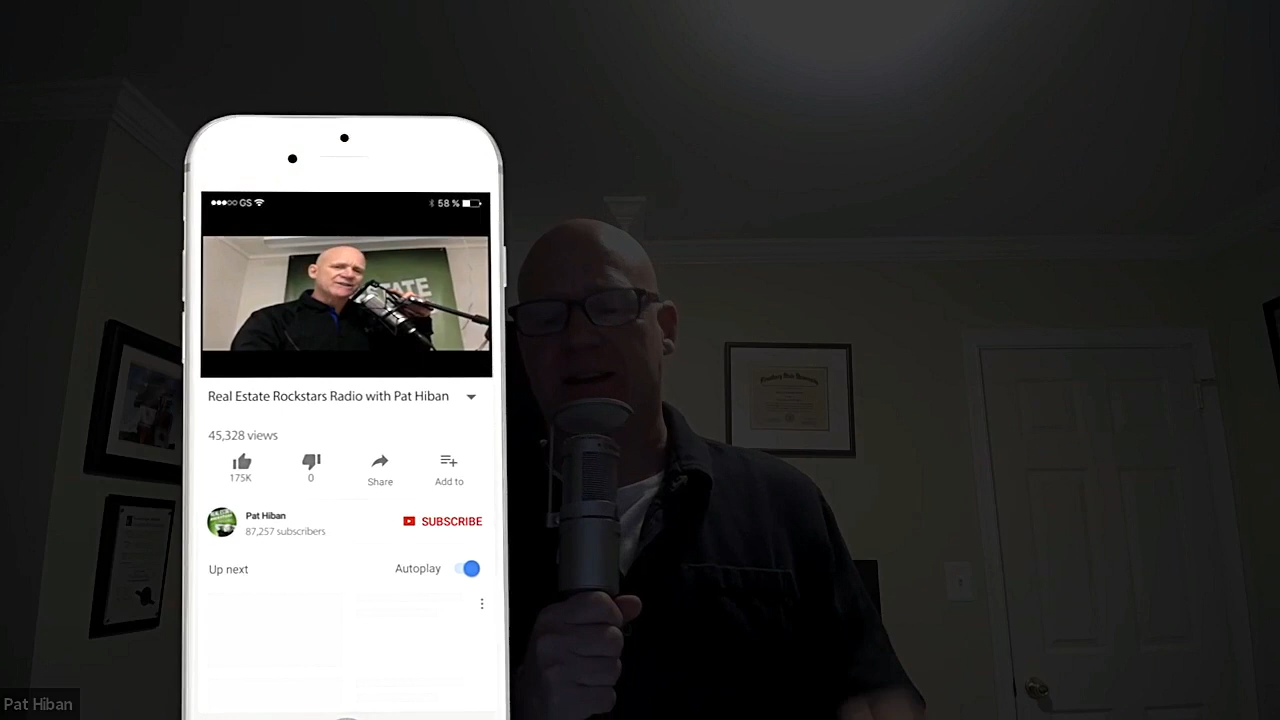 GS
58 %
ESTATE
Real Estate Rockstars Radio with Pat Hiban
45,328 views
175K
0
Share
Add to
Pat Hiban
87,257 subscribers
SUBSCRIBE
Up next
Autoplay
Pat Hiban